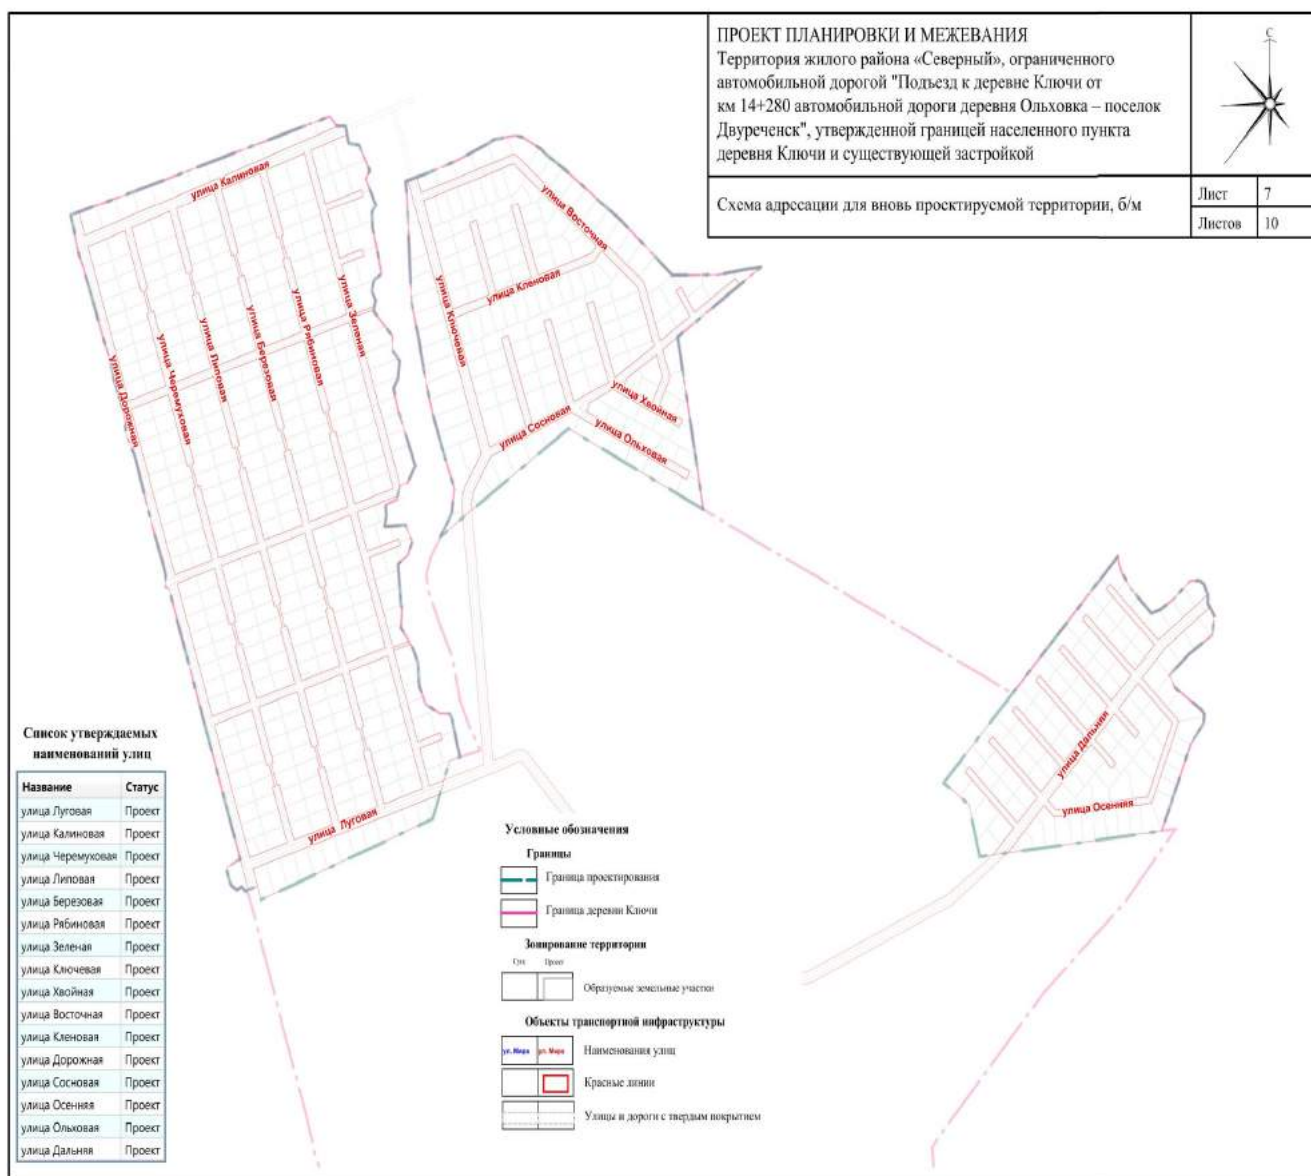 ПРОЕКТ ПЛАНИРОВКИ И МЕЖЕВАНИЯ
Территория жилого района «Северный», ограниченного
автомобильной дорогой "Подъезд к деревне Ключи от
км 14+280 автомобильной дороги деревня Ольховка – поселок
Двуреченск", утвержденной границей населенного пункта
деревня Ключи и существующей застройкой
С
Схема адресации для вновь проектируемой территории, б/м
Лист 7
Листов 10
улица Калиновая
улица Восточная
улица Кленовая
улица Ключевая
улица Зеленая
улица Рябиновая
улица Березовая
улица Липовая
улица Черемуховая
улица Дорожная
улица Хвойная
улица Сосновая
улица Ольховая
улица Дальняя
улица Осенняя
улица Луговая
Список утверждаемых
наименований улиц
Название Статус
улица Луговая Проект
улица Калиновая Проект
улица Черемуховая Проект
улица Липовая Проект
улица Березовая Проект
улица Рябиновая Проект
улица Зеленая Проект
улица Ключевая Проект
улица Хвойная Проект
улица Восточная Проект
улица Кленовая Проект
улица Дорожная Проект
улица Сосновая Проект
улица Осенняя Проект
улица Ольховая Проект
улица Дальняя Проект
Условные обозначения
Границы
Граница проектирования
Граница деревни Ключи
Зонирование территории
Сущ Проект
Образуемые земельные участки
Объекты транспортной инфраструктуры
ул. Мира ул. Мира Наименования улиц
Красные линии
Улицы и дороги с твердым покрытием